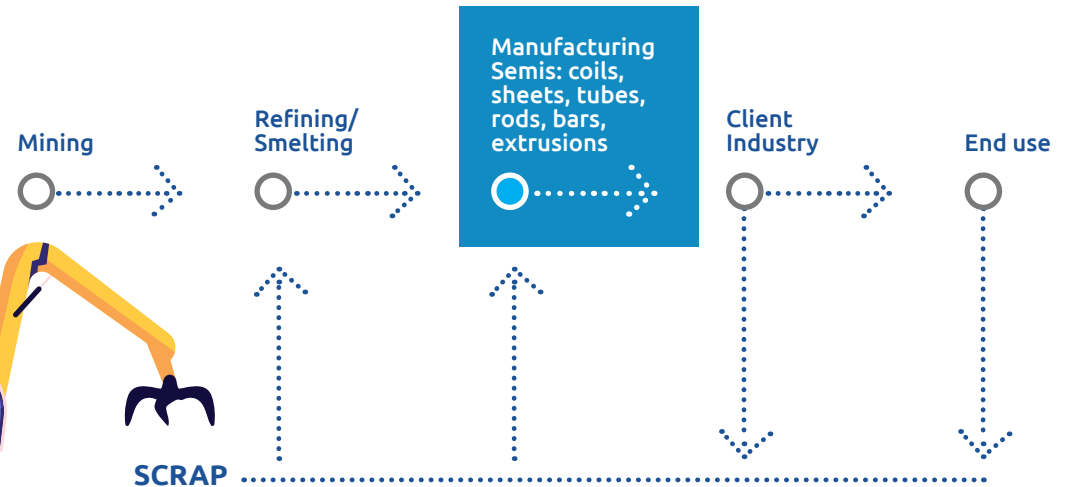 Mining
Refining/
Smelting
Manufacturing
Semis: coils,
sheets, tubes,
rods, bars,
extrusions
Client
Industry
End use
SCRAP